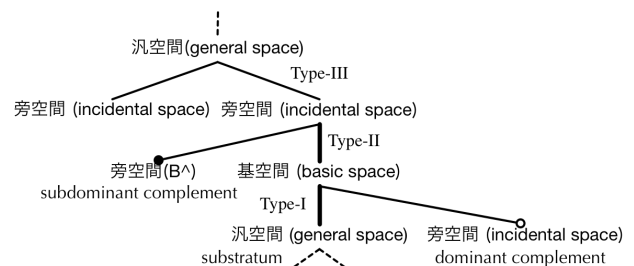 汎空間(general space)
Type-III
旁空間 (incidental space) 旁空間 (incidental space)
Type-II
旁空間(B^) 基空間 (basic space)
subdominant complement
Type-I
汎空間 (general space) 旁空間 (incidental space)
substratum dominant complement